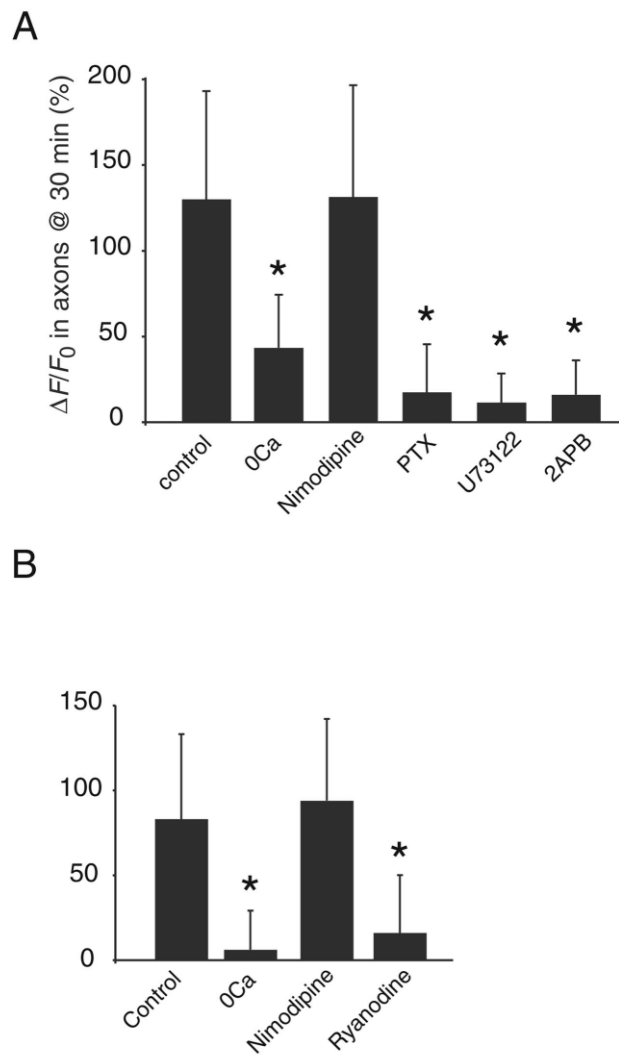 A
ΔF/F0 in axons @ 30 min (%)
200
150
100
50
0
*
*
*
*
control
0Ca
Nimodipine
PTX
U73122
2APB
B
150
100
50
0
*
*
Control
0Ca
Nimodipine
Ryanodine